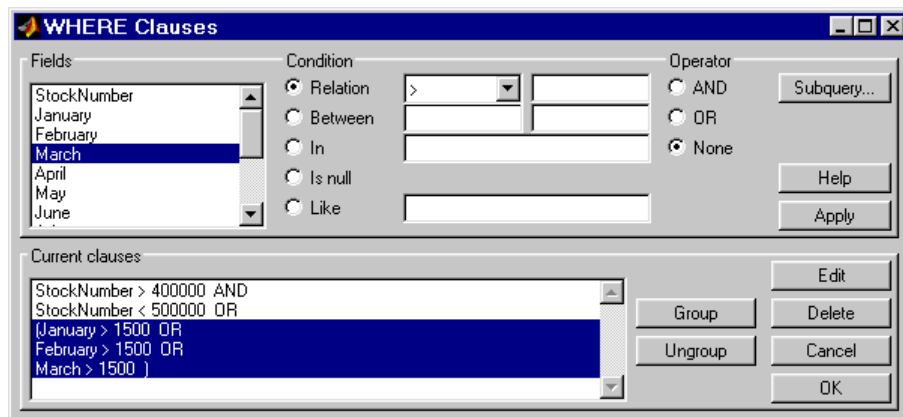 WHERE Clauses
Fields
StockNumber
January
February
March
April
May
June
Condition
Relation
>
Between
In
Is null
Like
Operator
AND
OR
None
Subquery...
Help
Apply
Current clauses
StockNumber > 400000 AND
StockNumber < 500000 OR
(January > 1500 OR
February > 1500 OR
March > 1500 )
Group
Ungroup
Edit
Delete
Cancel
OK